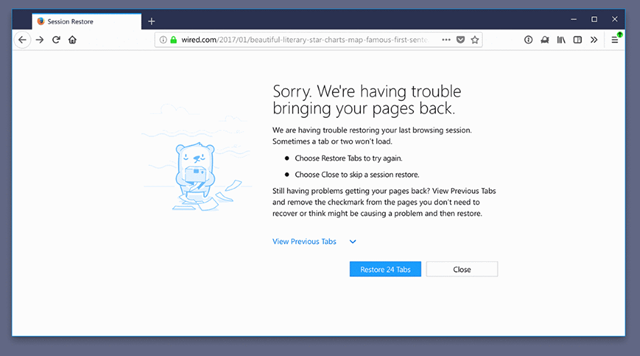 Session Restore
wired.com/2017/01/beautiful-literary-star-charts-map-famous-first-sente
Sorry. We're having trouble
bringing your pages back.
We are having trouble restoring your last browsing session.
Sometimes a tab or two won't load.
Choose Restore Tabs to try again.
Choose Close to skip a session restore.
Still having problems getting your pages back? View Previous Tabs
and remove the checkmark from the pages you don't need to
recover or think might be causing a problem and then restore.
View Previous Tabs
Restore 24 Tabs
Close